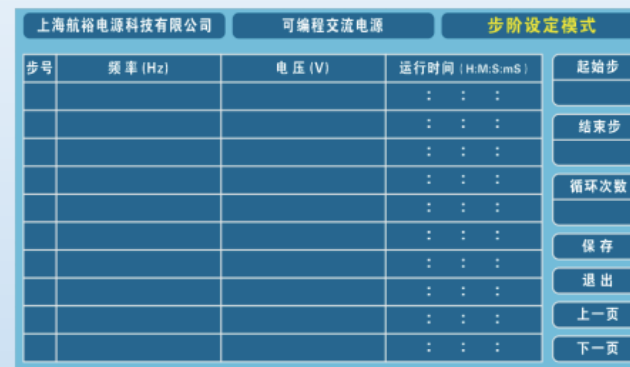 上海航裕电源科技有限公司 可编程交流电源 步阶设定模式
步号 频率(Hz) 电压(V) 运行时间(H:M:S:mS) 起始步
: : :
: : : 结束步
: : :
: : : 循环次数
: : :
: : : 保存
: : : 退出
: : :
: : : 上一页
: : : 下一页